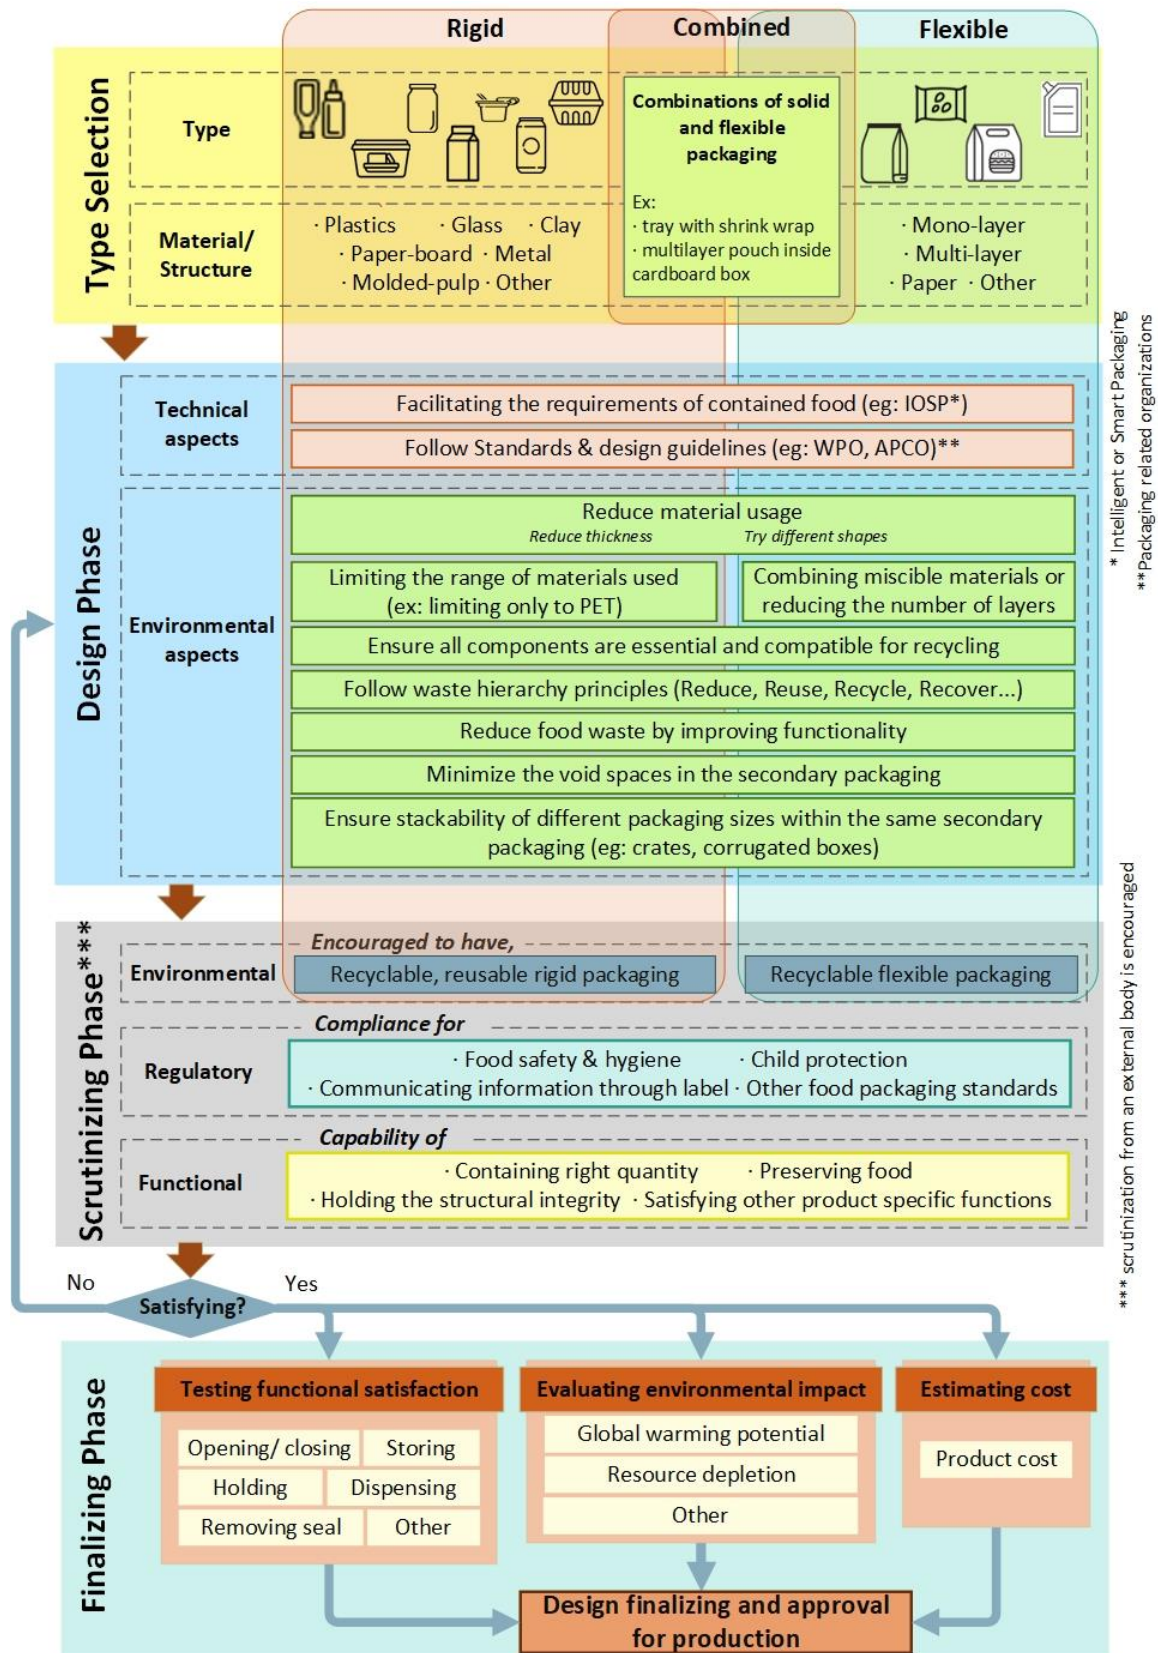 Rigid
Combined
Flexible
Type Selection
Type
Combinations of solid
and flexible
packaging
Ex:
· tray with shrink wrap
· multilayer pouch inside
cardboard box
Material/
Structure
· Plastics · Glass · Clay
· Paper-board · Metal
· Molded-pulp · Other
· Mono-layer
· Multi-layer
· Paper · Other
* Intelligent or Smart Packaging
**Packaging related organizations
Design Phase
Technical
aspects
Facilitating the requirements of contained food (eg: IOSP*)
Follow Standards & design guidelines (eg: WPO, APCO)**
Environmental
aspects
Reduce material usage
Reduce thickness
Try different shapes
Limiting the range of materials used
(ex: limiting only to PET)
Combining miscible materials or
reducing the number of layers
Ensure all components are essential and compatible for recycling
Follow waste hierarchy principles (Reduce, Reuse, Recycle, Recover...)
Reduce food waste by improving functionality
Minimize the void spaces in the secondary packaging
Ensure stackability of different packaging sizes within the same secondary
packaging (eg: crates, corrugated boxes)
Scrutinizing Phase***
Environmental
Encouraged to have,
Recyclable, reusable rigid packaging
Recyclable flexible packaging
Regulatory
Compliance for
· Food safety & hygiene · Child protection
· Communicating information through label · Other food packaging standards
Functional
Capability of
· Containing right quantity · Preserving food
· Holding the structural integrity · Satisfying other product specific functions
*** scrutinization from an external body is encouraged
No
Satisfying?
Yes
Finalizing Phase
Testing functional satisfaction
Opening/ closing
Storing
Holding
Dispensing
Removing seal
Other
Evaluating environmental impact
Global warming potential
Resource depletion
Other
Estimating cost
Product cost
Design finalizing and approval
for production